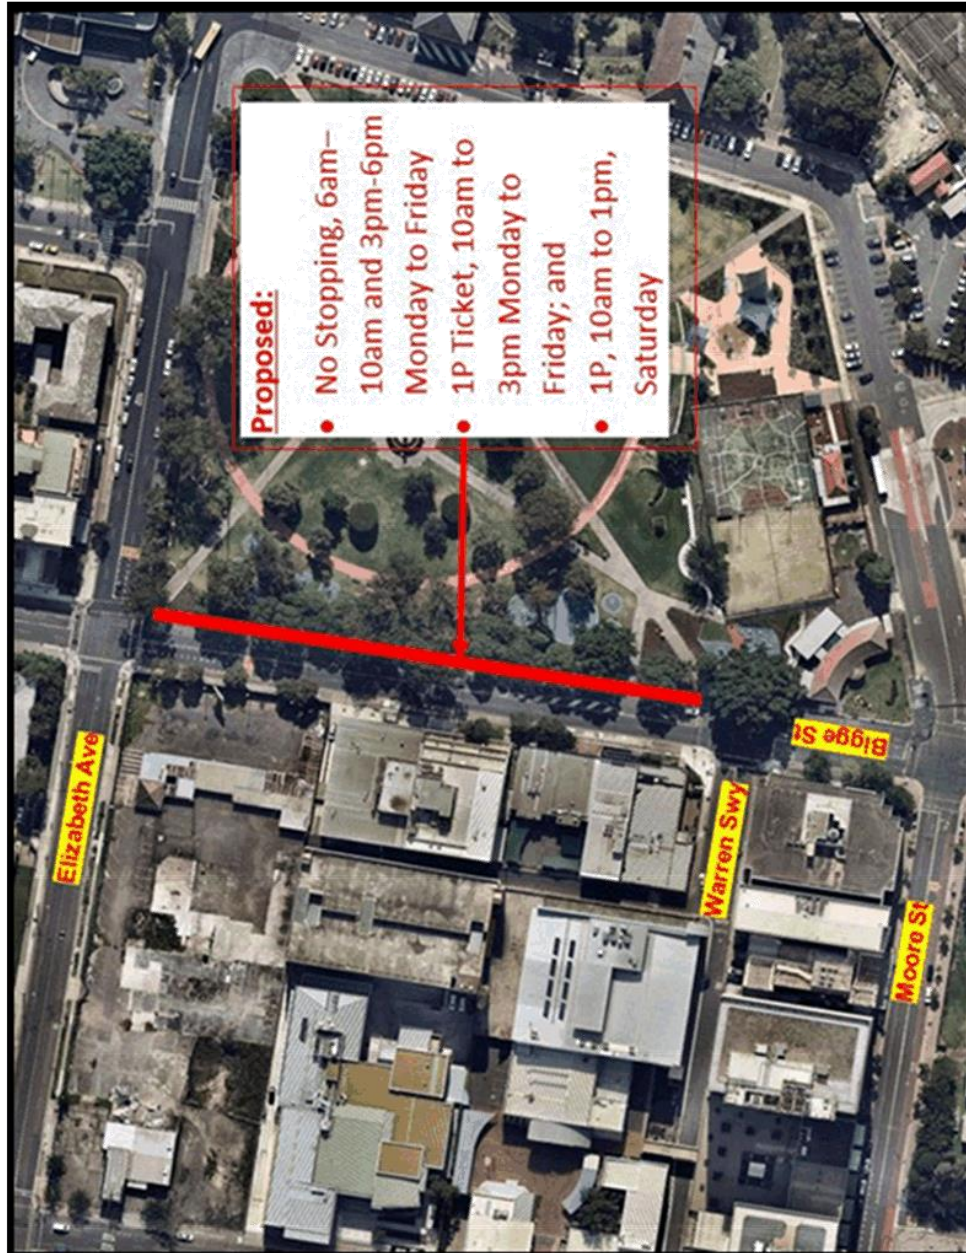 Proposed:
• No Stopping, 6am–
10am and 3pm-6pm
Monday to Friday
• 1P Ticket, 10am to
3pm Monday to
Friday; and
• 1P, 10am to 1pm,
Saturday
Elizabeth Ave
Bigge St
Warren Swy
Moore St